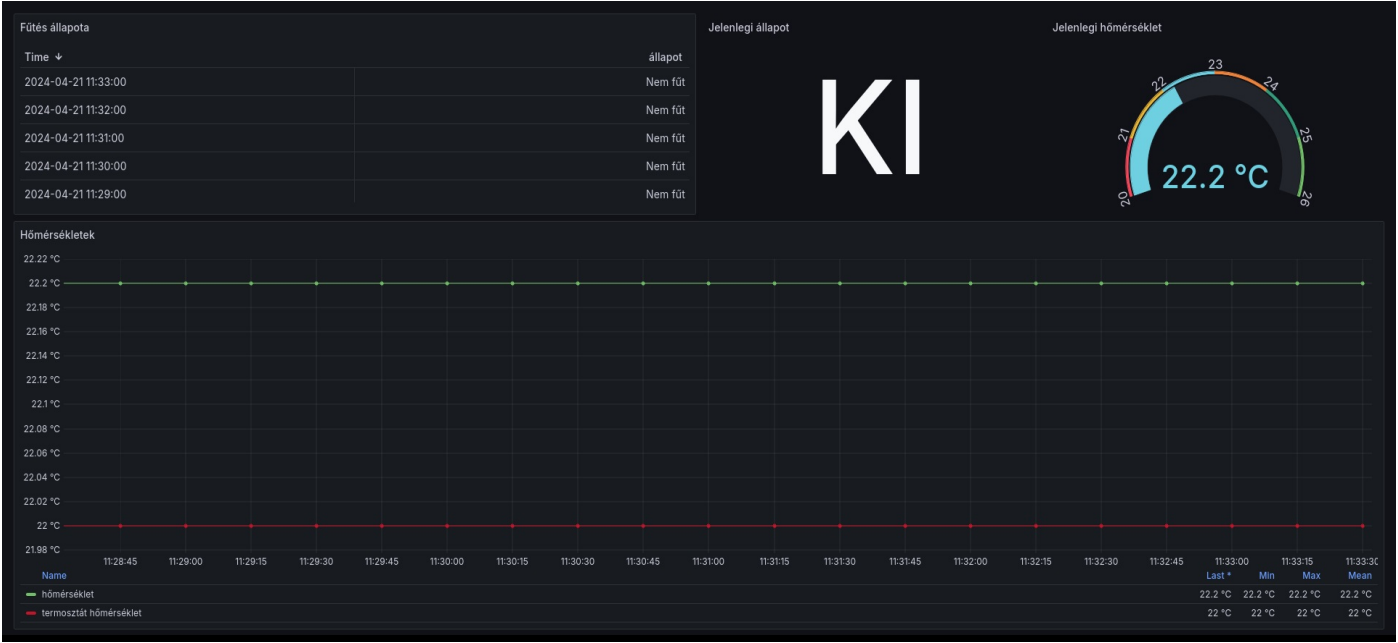 Fűtés állapota
Time ↓ állapot
2024-04-21 11:33:00 Nem fűt
2024-04-21 11:32:00 Nem fűt
2024-04-21 11:31:00 Nem fűt
2024-04-21 11:30:00 Nem fűt
2024-04-21 11:29:00 Nem fűt
Jelenlegi állapot
KI
Jelenlegi hőmérséklet
20 21 22 23 24 25 26
22.2 °C
Hőmérsékletek
22.22 °C
22.2 °C
22.18 °C
22.16 °C
22.14 °C
22.12 °C
22.1 °C
22.08 °C
22.06 °C
22.04 °C
22.02 °C
22 °C
21.98 °C
11:28:45 11:29:00 11:29:15 11:29:30 11:29:45 11:30:00 11:30:15 11:30:30 11:30:45 11:31:00 11:31:15 11:31:30 11:31:45 11:32:00 11:32:15 11:32:30 11:32:45 11:33:00 11:33:15 11:33:30
Name Last * Min Max Mean
hőmérséklet 22.2 °C 22.2 °C 22.2 °C 22.2 °C
termosztát hőmérséklet 22 °C 22 °C 22 °C 22 °C